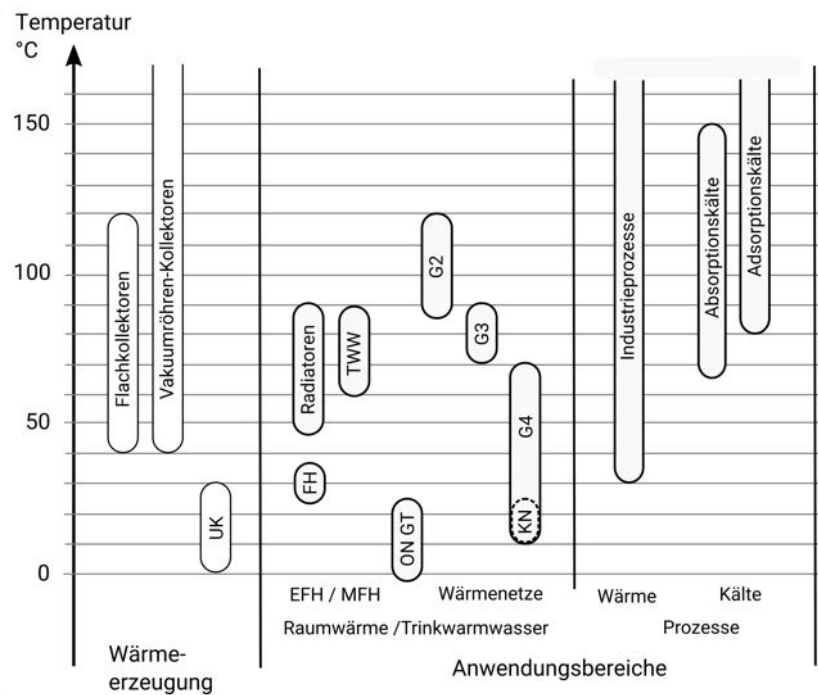 Temperatur
°C
150
100
50
0
Flachkollektoren
Vakuumröhren-Kollektoren
UK
Radiatoren
FH
TWW
ON GT
G2
G3
G4
KN
Industrieprozesse
Absorptionskälte
Adsorptionskälte
EFH / MFH
Wärmenetze
Wärme
Kälte
Raumwärme /Trinkwarmwasser
Prozesse
Wärme-
erzeugung
Anwendungsbereiche